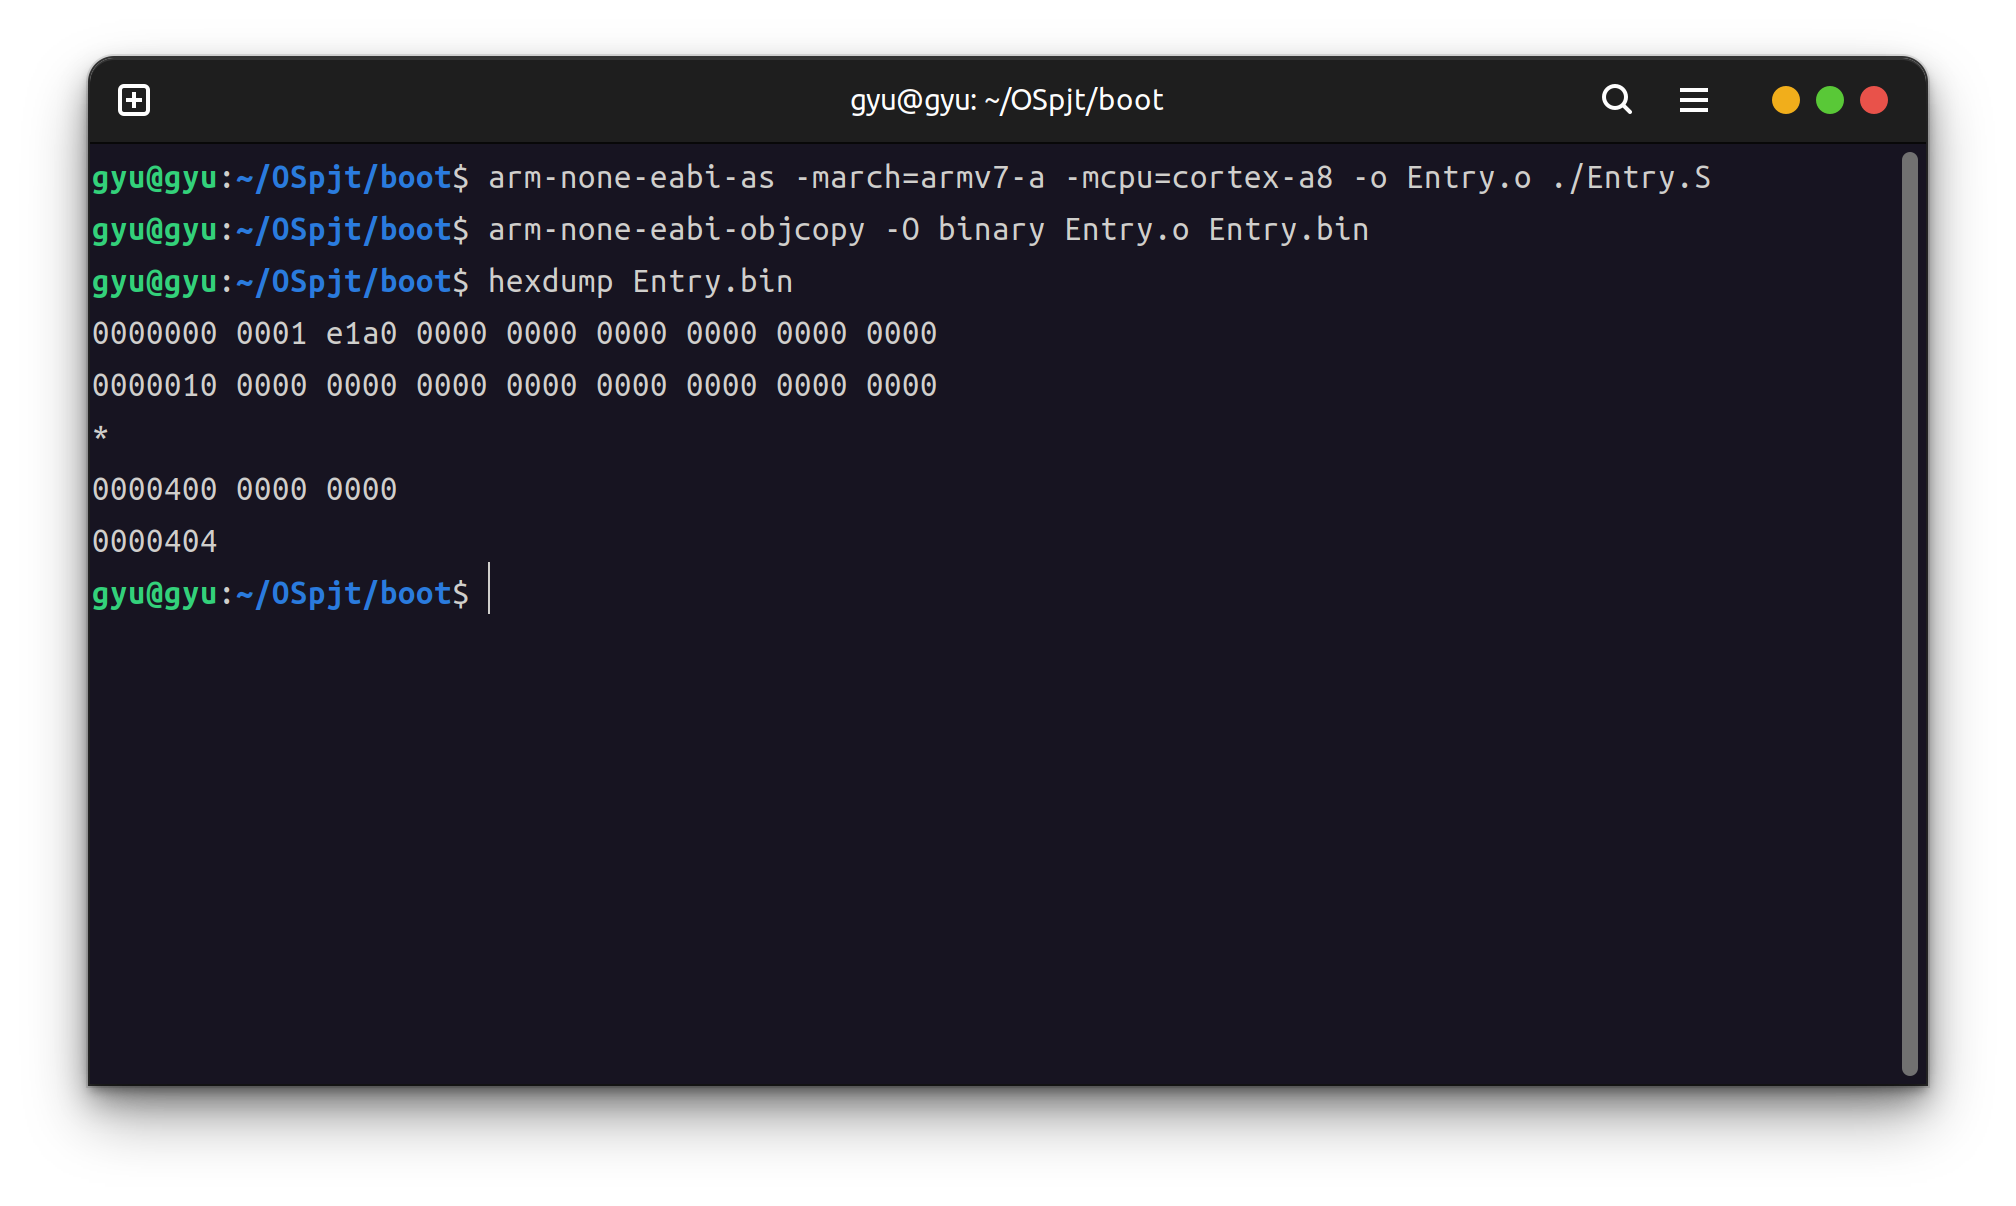 gyu@gyu: ~/OSpjt/boot
gyu@gyu:~/OSpjt/boot$ arm-none-eabi-as -march=armv7-a -mcpu=cortex-a8 -o Entry.o ./Entry.S
gyu@gyu:~/OSpjt/boot$ arm-none-eabi-objcopy -O binary Entry.o Entry.bin
gyu@gyu:~/OSpjt/boot$ hexdump Entry.bin
0000000 0001 e1a0 0000 0000 0000 0000 0000 0000
0000010 0000 0000 0000 0000 0000 0000 0000 0000
*
0000400 0000 0000
0000404
gyu@gyu:~/OSpjt/boot$